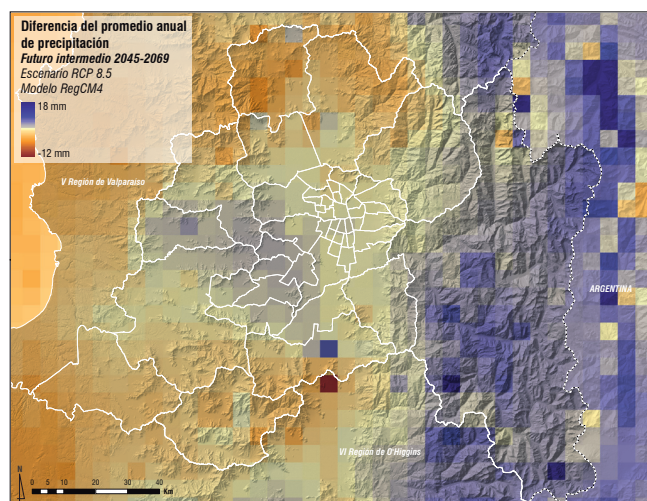 Diferencia del promedio anual
de precipitación
Futuro intermedio 2045-2069
Escenario RCP 8.5
Modelo RegCM4
18 mm
-12 mm
V Región de Valparaíso
ARGENTINA
VI Región de O'Higgins
N
0 5 10 20 30 40
Km